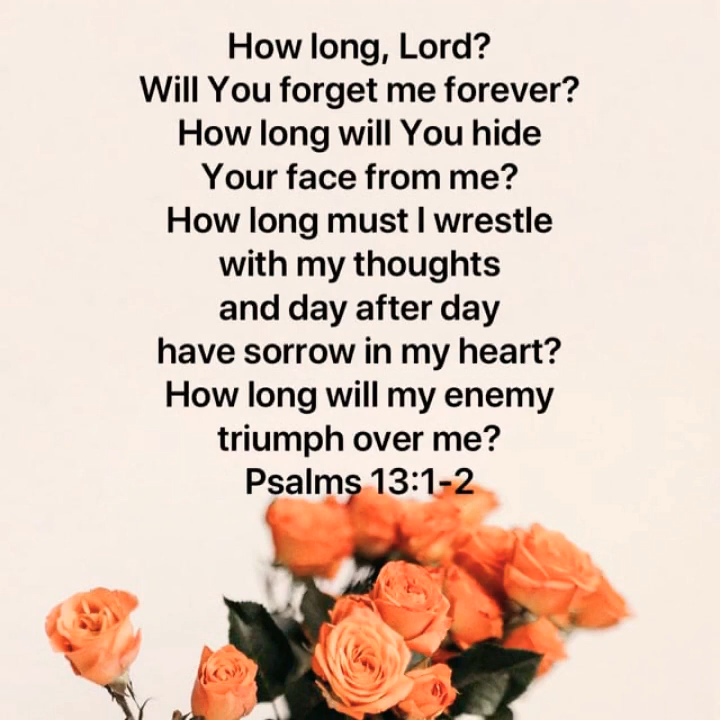 How long, Lord?
Will You forget me forever?
How long will You hide
Your face from me?
How long must I wrestle
with my thoughts
and day after day
have sorrow in my heart?
How long will my enemy
triumph over me?
Psalms 13:1-2